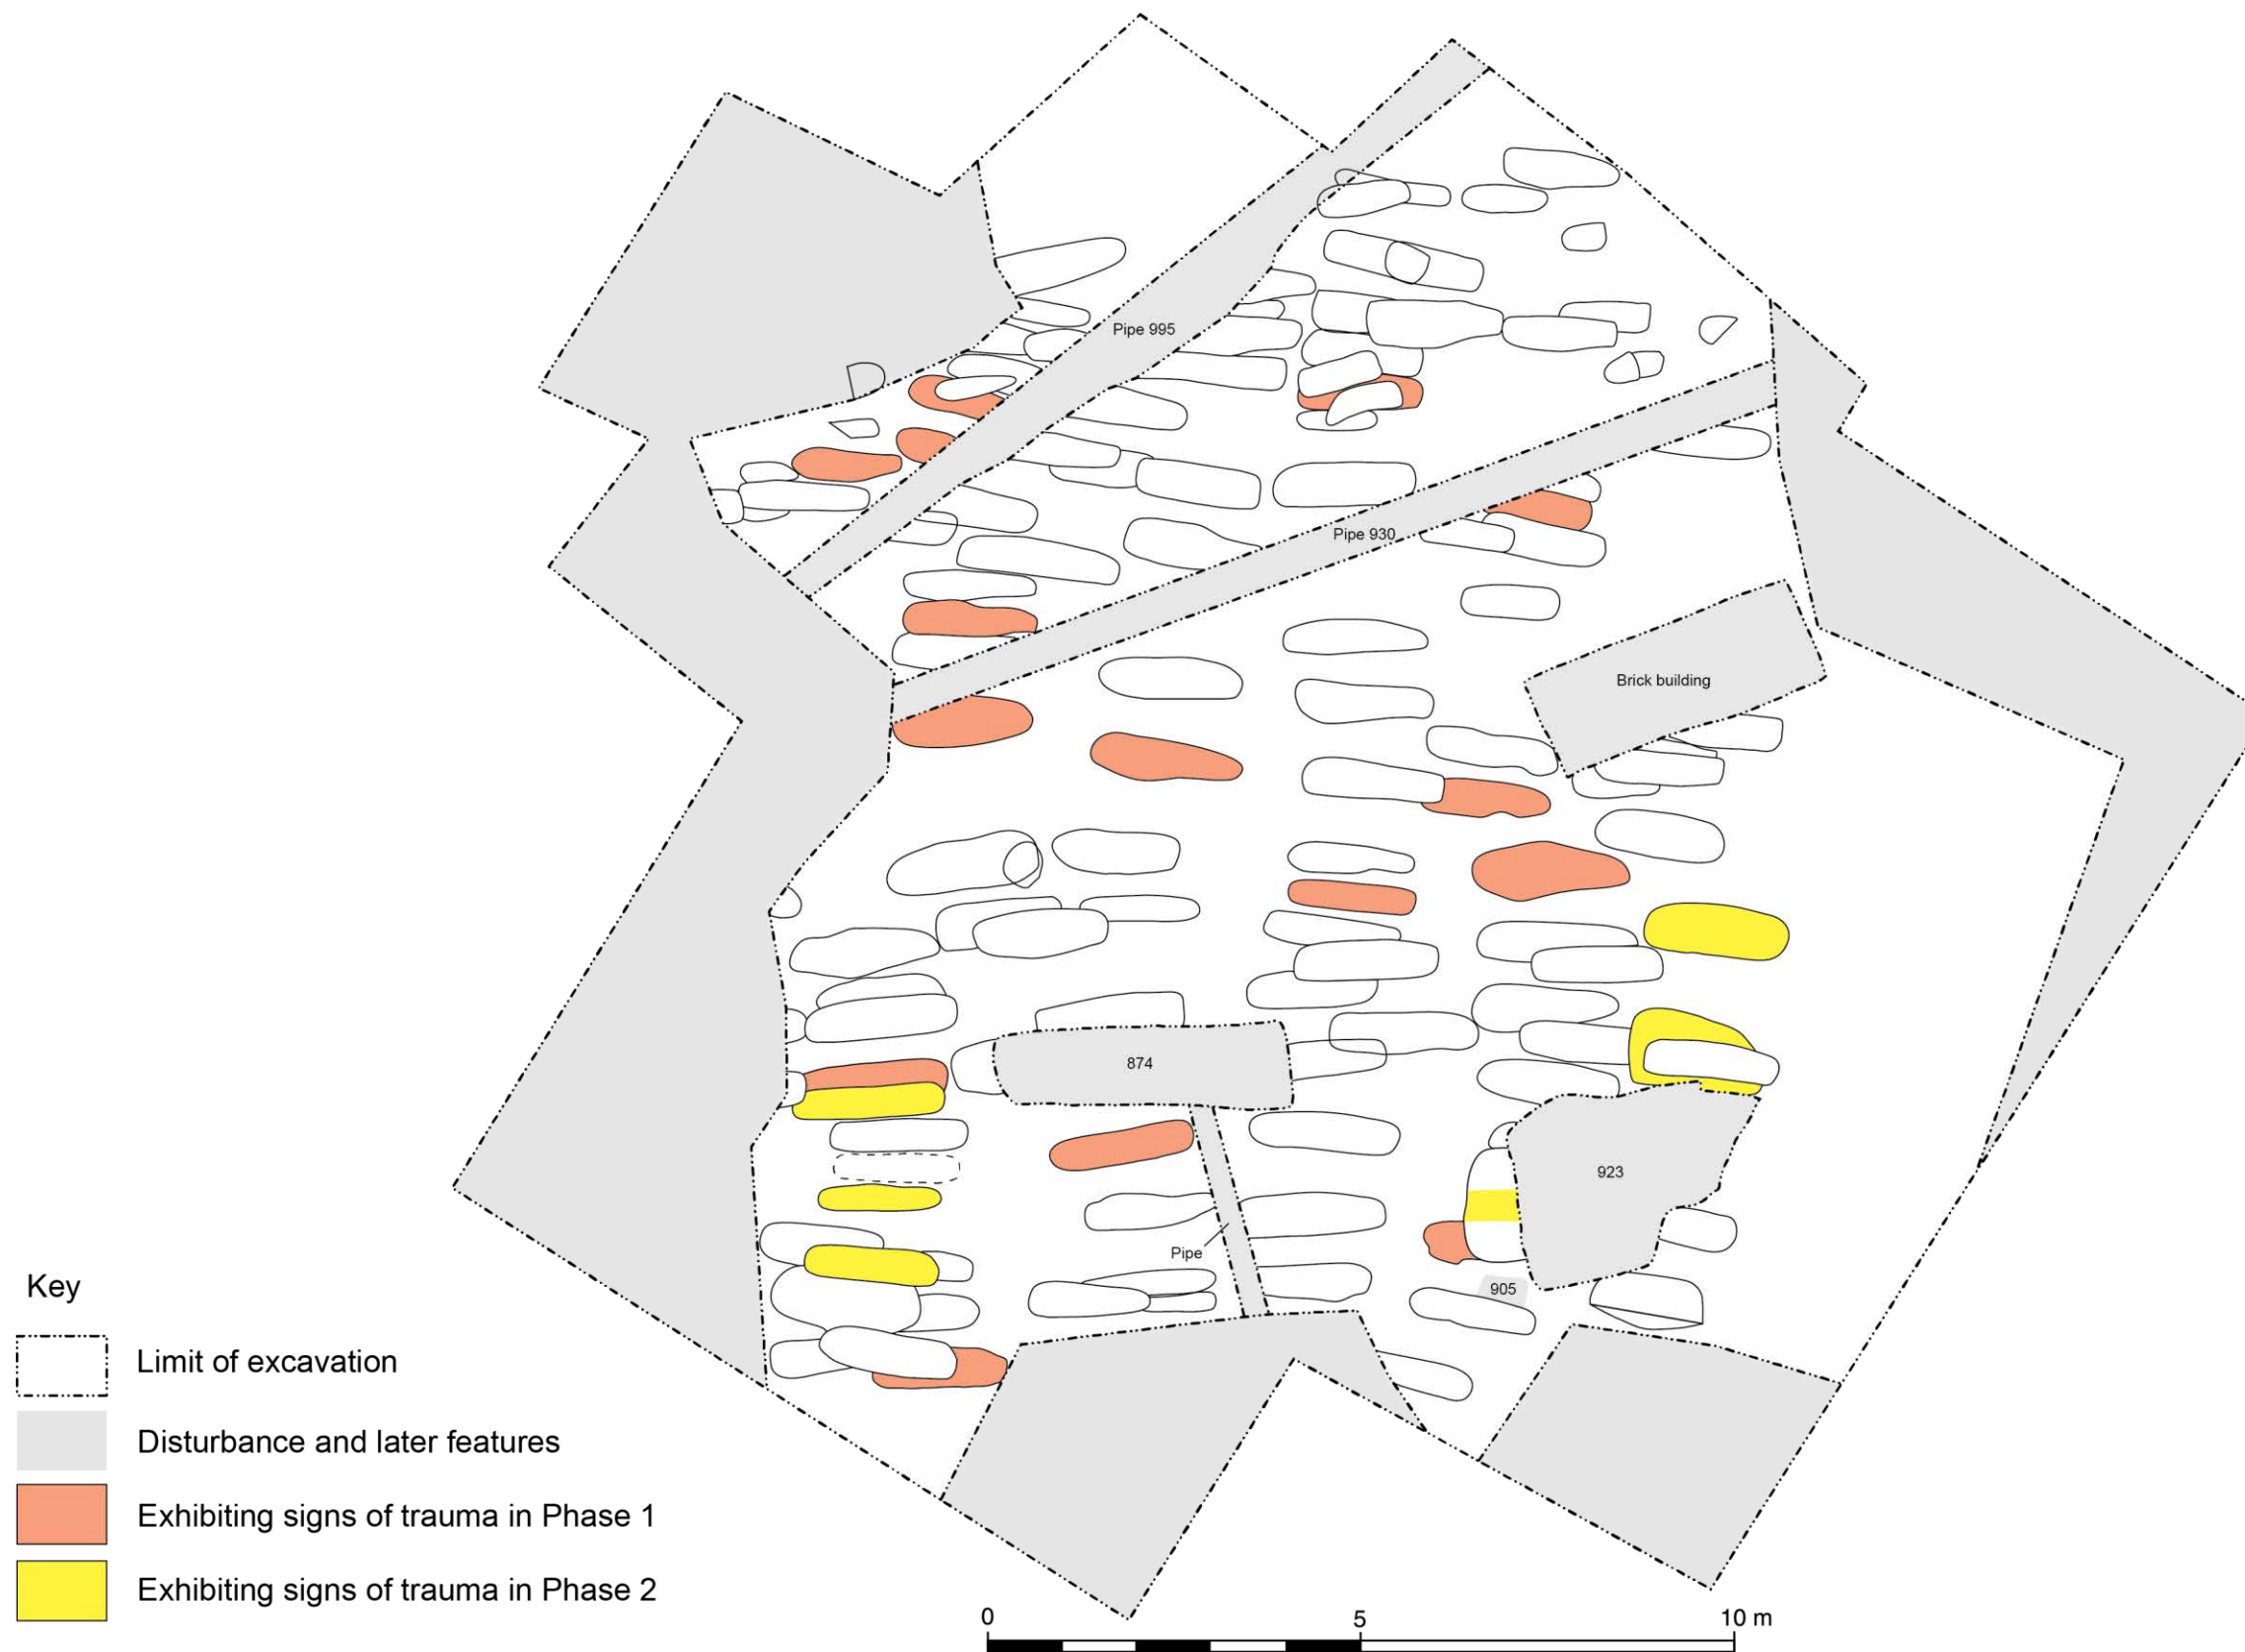 Pipe 995
Pipe 930
Brick building
874
923
Pipe
905
Key
Limit of excavation
Disturbance and later features
Exhibiting signs of trauma in Phase 1
Exhibiting signs of trauma in Phase 2
0 5 10 m